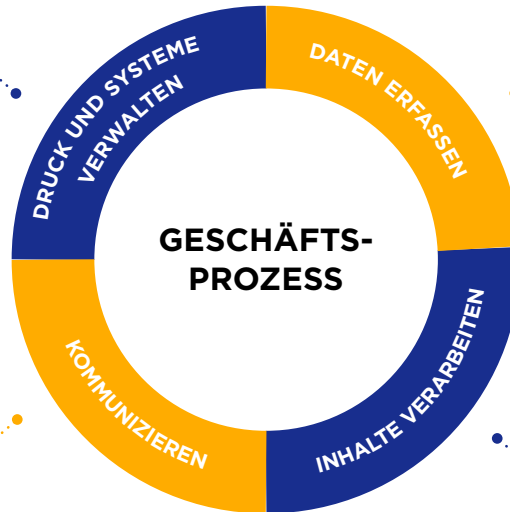 DATEN ERFASSEN
INHALTE VERARBEITEN
KOMMUNIZIEREN
DRUCK UND SYSTEME
VERWALTEN
GESCHÄFTS-
PROZESS